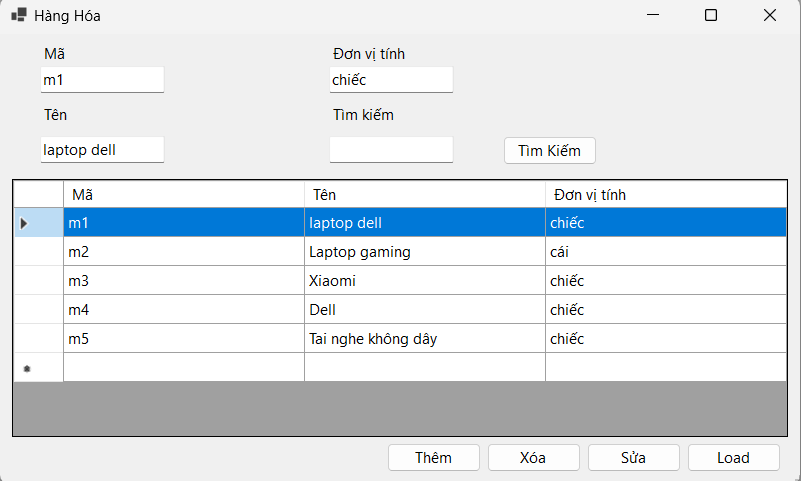 Hàng Hóa
Mã Đơn vị tính
m1 chiếc
Tên Tìm kiếm
laptop dell Tìm Kiếm
Mã Tên Đơn vị tính
m1 laptop dell chiếc
m2 Laptop gaming cái
m3 Xiaomi chiếc
m4 Dell chiếc
m5 Tai nghe không dây chiếc
Thêm Xóa Sửa Load